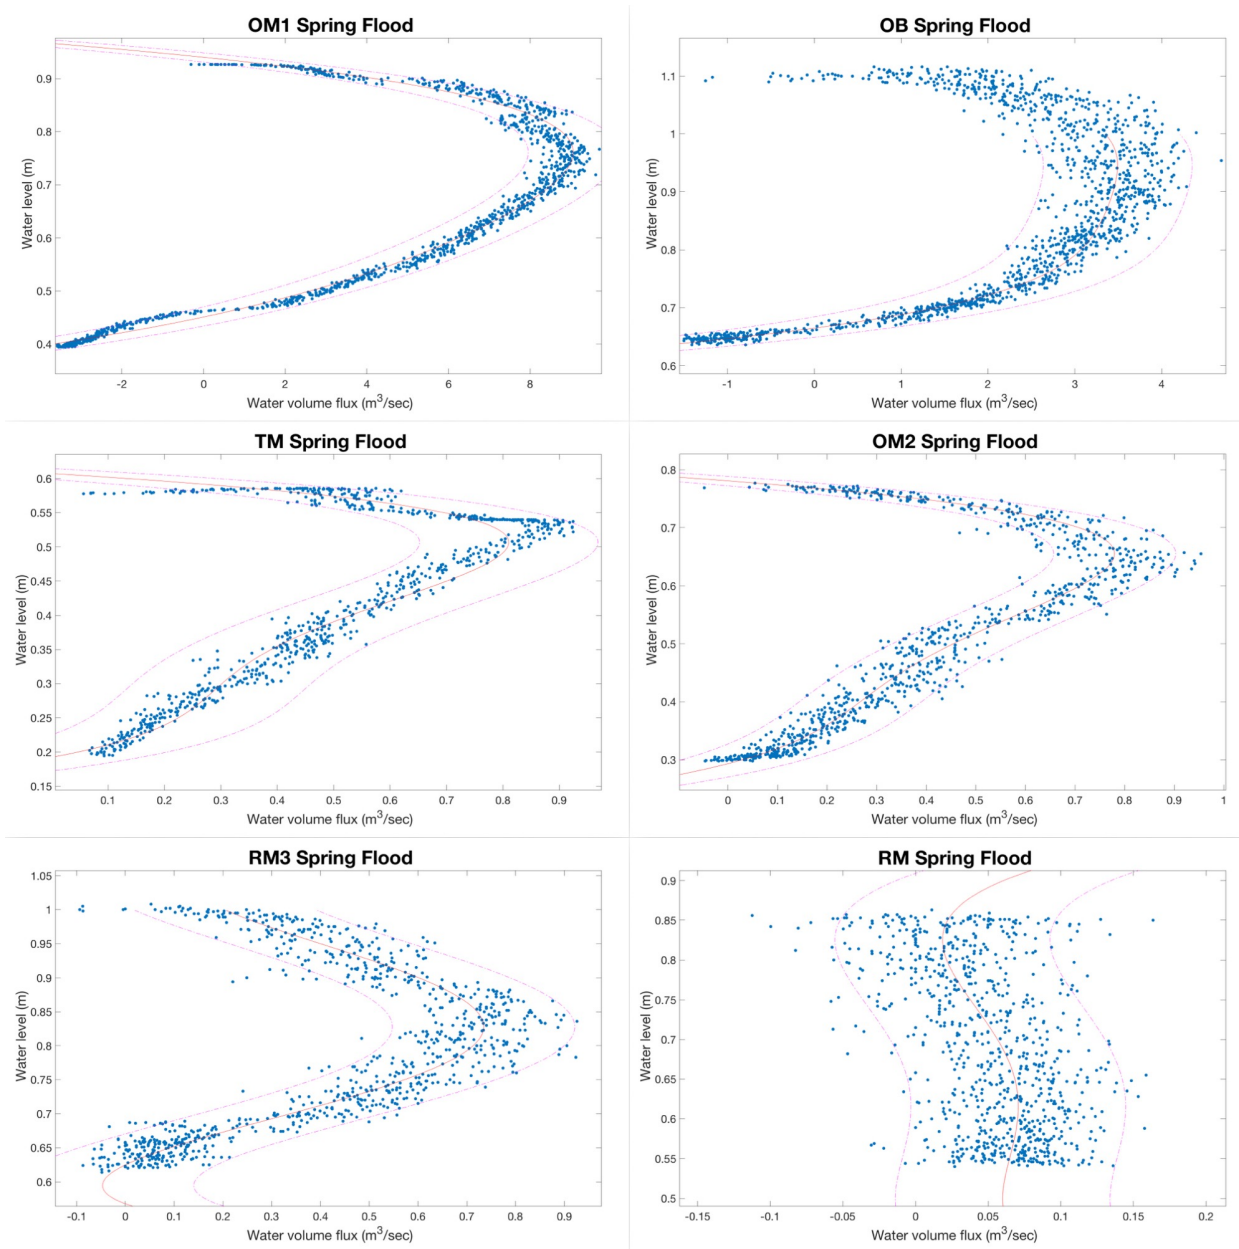 OM1 Spring Flood
Water level (m)
0.9
0.8
0.7
0.6
0.5
0.4
-2 0 2 4 6 8
Water volume flux (m³/sec)
OB Spring Flood
Water level (m)
1.1
1
0.9
0.8
0.7
0.6
-1 0 1 2 3 4
Water volume flux (m³/sec)
TM Spring Flood
Water level (m)
0.6
0.55
0.5
0.45
0.4
0.35
0.3
0.25
0.2
0.15
0.1 0.2 0.3 0.4 0.5 0.6 0.7 0.8 0.9
Water volume flux (m³/sec)
OM2 Spring Flood
Water level (m)
0.8
0.7
0.6
0.5
0.4
0.3
0 0.1 0.2 0.3 0.4 0.5 0.6 0.7 0.8 0.9 1
Water volume flux (m³/sec)
RM3 Spring Flood
Water level (m)
1.05
1
0.95
0.9
0.85
0.8
0.75
0.7
0.65
0.6
-0.1 0 0.1 0.2 0.3 0.4 0.5 0.6 0.7 0.8 0.9
Water volume flux (m³/sec)
RM Spring Flood
Water level (m)
0.9
0.85
0.8
0.75
0.7
0.65
0.6
0.55
0.5
-0.15 -0.1 -0.05 0 0.05 0.1 0.15 0.2
Water volume flux (m³/sec)